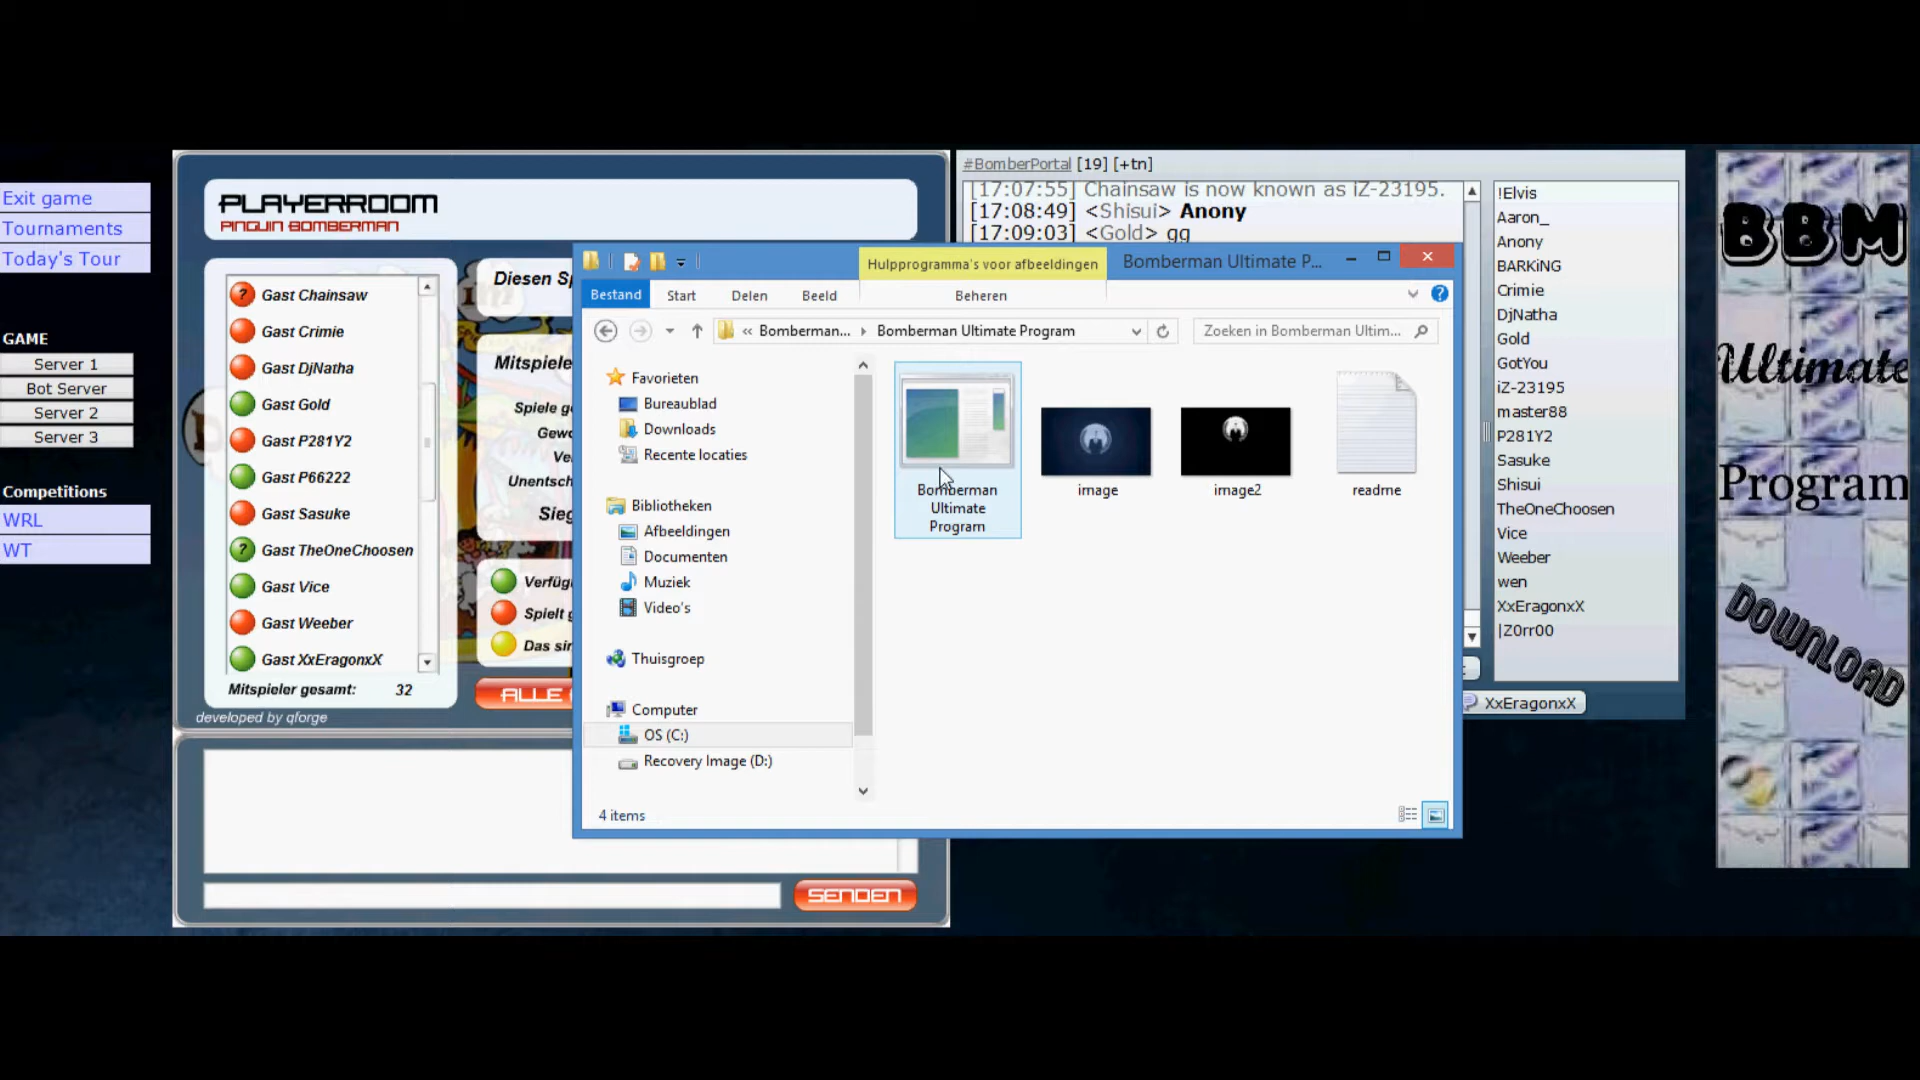 Exit game
Tournaments
Today's Tour
GAME
Server 1
Bot Server
Server 2
Server 3
Competitions
WRL
WT
PLAYERROOM
PINGUIN BOMBERMAN
Gast Chainsaw
Gast Crimie
Gast DjNatha
Gast Gold
Gast P281Y2
Gast P66222
Gast Sasuke
Gast TheOneChoosen
Gast Vice
Gast Weeber
Gast XxEragonxX
Mitspieler gesamt: 32
developed by qforge
Diesen Sp
Mitspiele
Spiele g
Gew
Ve
Unentsch
Sieg
Verfüg
Spielt
Das sin
ALLE
SENDEN
#BomberPortal [19] [+tn]
[17:07:55] Chainsaw is now known as iZ-23195.
[17:08:49] <Shisui> Anony
[17:09:03] <Gold> gg
Hulpprogramma's voor afbeeldingen
Bomberman Ultimate P...
Bestand
Start
Delen
Beeld
Beheren
« Bomberman... Bomberman Ultimate Program
Zoeken in Bomberman Ultim...
Favorieten
Bureaublad
Downloads
Recente locaties
Bibliotheken
Afbeeldingen
Documenten
Muziek
Video's
Thuisgroep
Computer
OS (C:)
Recovery Image (D:)
Bomberman
Ultimate
Program
image
image2
readme
4 items
!Elvis
Aaron_
Anony
BARKiNG
Crimie
DjNatha
Gold
GotYou
iZ-23195
master88
P281Y2
Sasuke
Shisui
TheOneChoosen
Vice
Weeber
wen
XxEragonxX
|Z0rr00
XxEragonxX
BBM
Ultimate
Program
DOWNLOAD